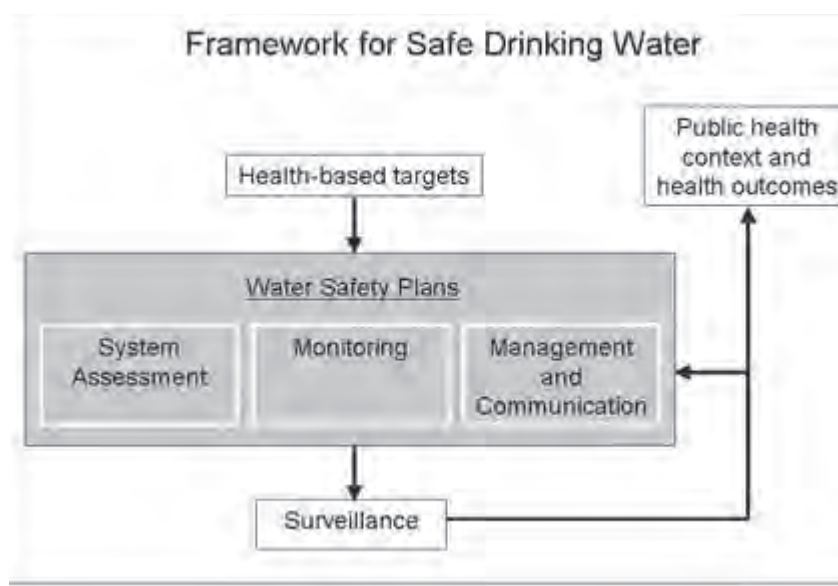 Framework for Safe Drinking Water
Public health
context and
health outcomes
Health-based targets
Water Safety Plans
System
Assessment
Monitoring
Management
and
Communication
Surveillance